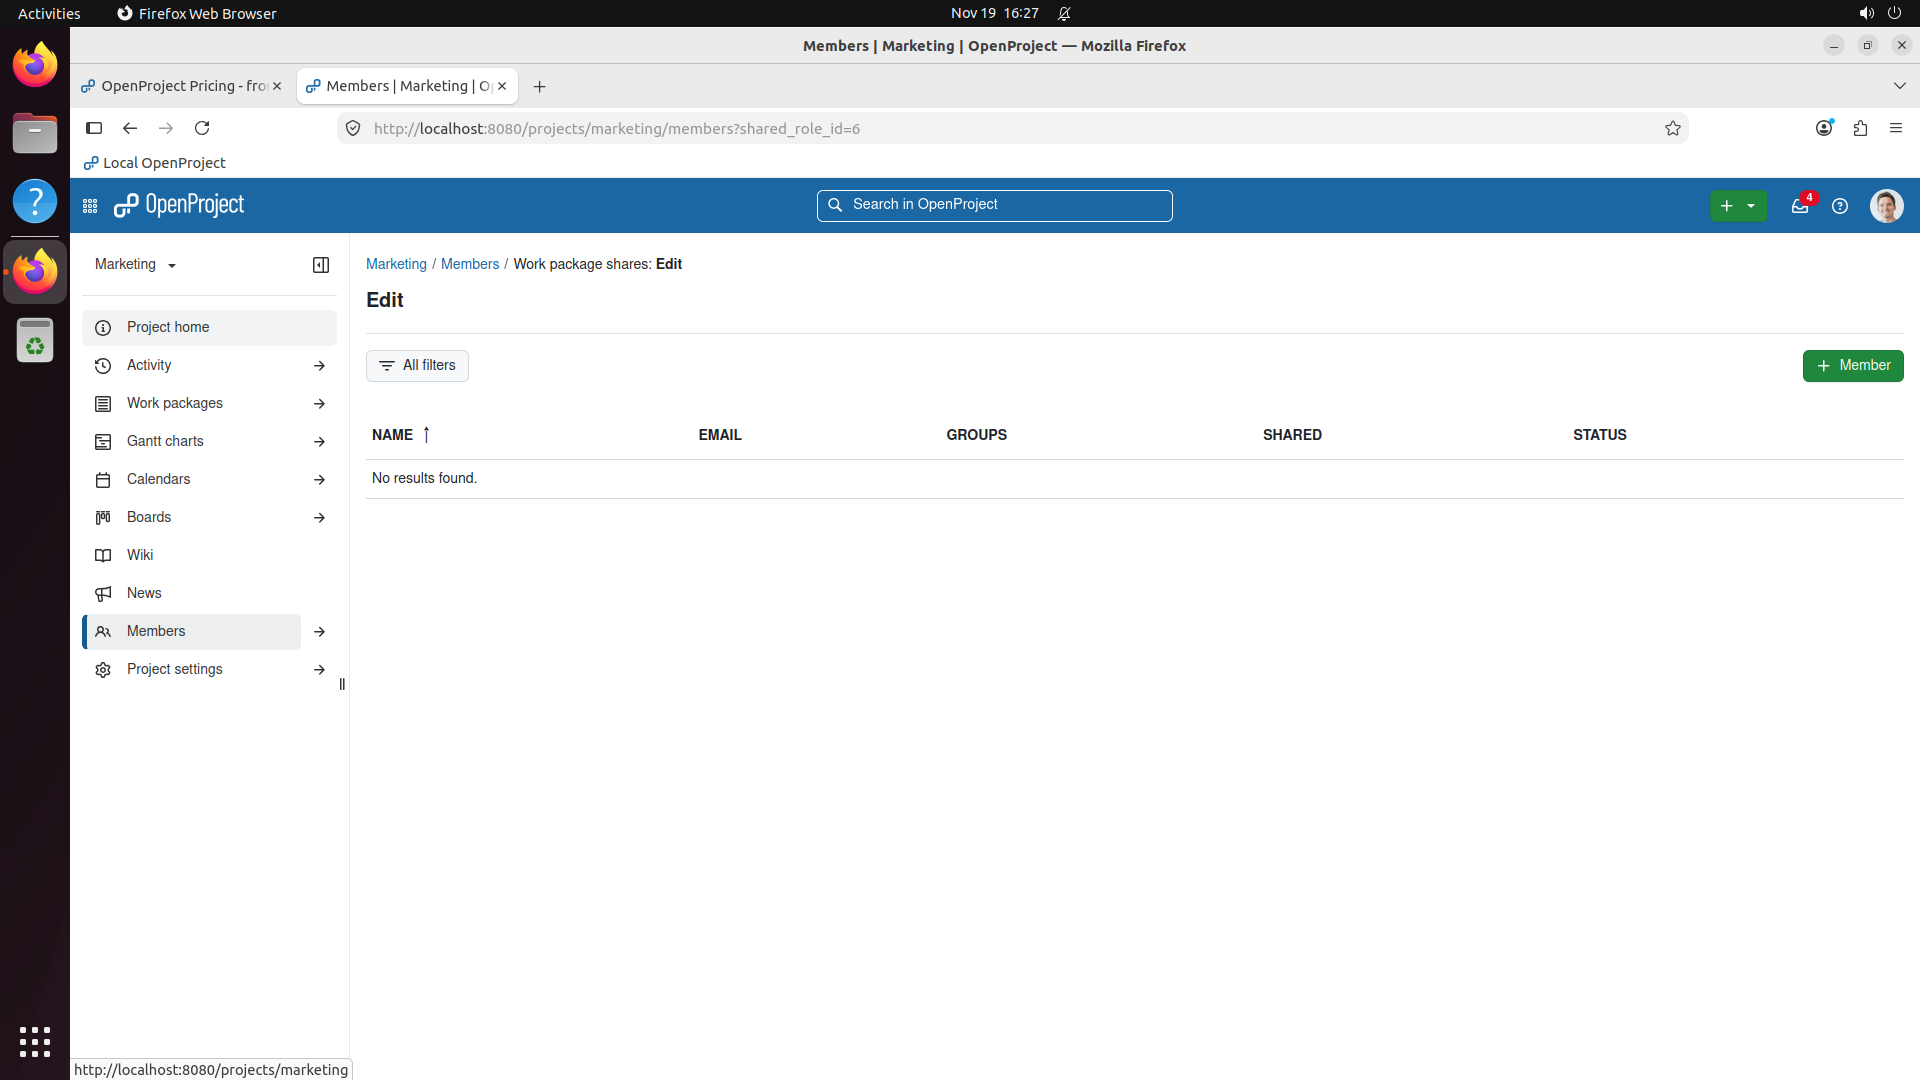 Activities
Firefox Web Browser
Nov 19 16:27
Members | Marketing | OpenProject — Mozilla Firefox
OpenProject Pricing - fro
Members | Marketing | O
http://localhost:8080/projects/marketing/members?shared_role_id=6
Local OpenProject
OpenProject
Search in OpenProject
4
Marketing
Marketing / Members / Work package shares: Edit
Edit
Project home
Activity
Work packages
Gantt charts
Calendars
Boards
Wiki
News
Members
Project settings
All filters
Member
NAME EMAIL GROUPS SHARED STATUS
No results found.
http://localhost:8080/projects/marketing